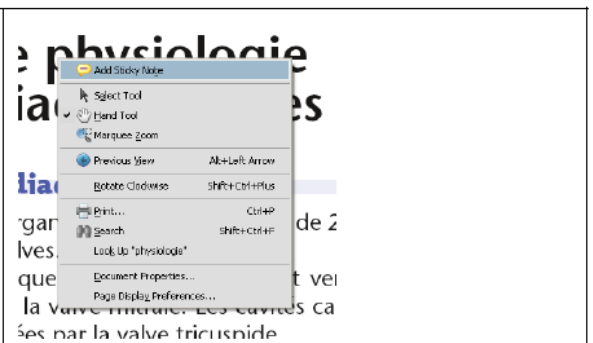 e physiologie
Add Sticky Note
Select Tool
Hand Tool
Marquee Zoom
Previous View Alt+Left Arrow
Rotate Clockwise Shift+Ctrl+Plus
Print... Ctrl+P
Search Shift+Ctrl+F
Look Up "physiologie"
Document Properties...
Page Display Preferences...
iad es
diac
rgan de 2
lves.
que t ver
la valve mitrale. Les cavités ca
ées par la valve tricuspide